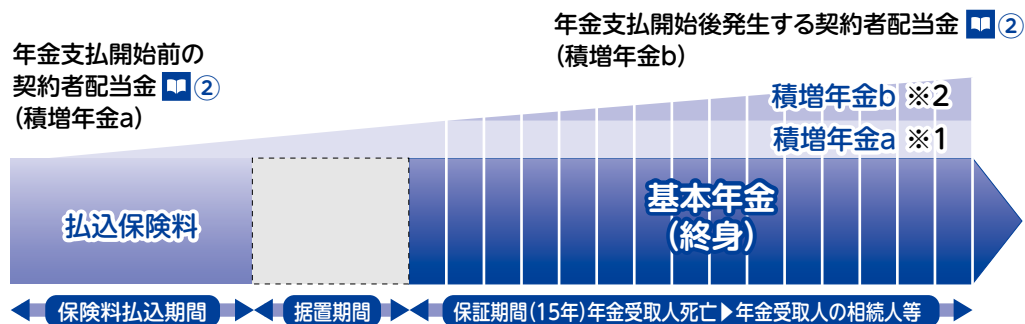 年金支払開始前の
契約者配当金 ②
(積増年金a)
年金支払開始後発生する契約者配当金 ②
(積増年金b)
積増年金b ※2
積増年金a ※1
払込保険料
基本年金
(終身)
保険料払込期間
据置期間
保証期間(15年)年金受取人死亡▶年金受取人の相続人等